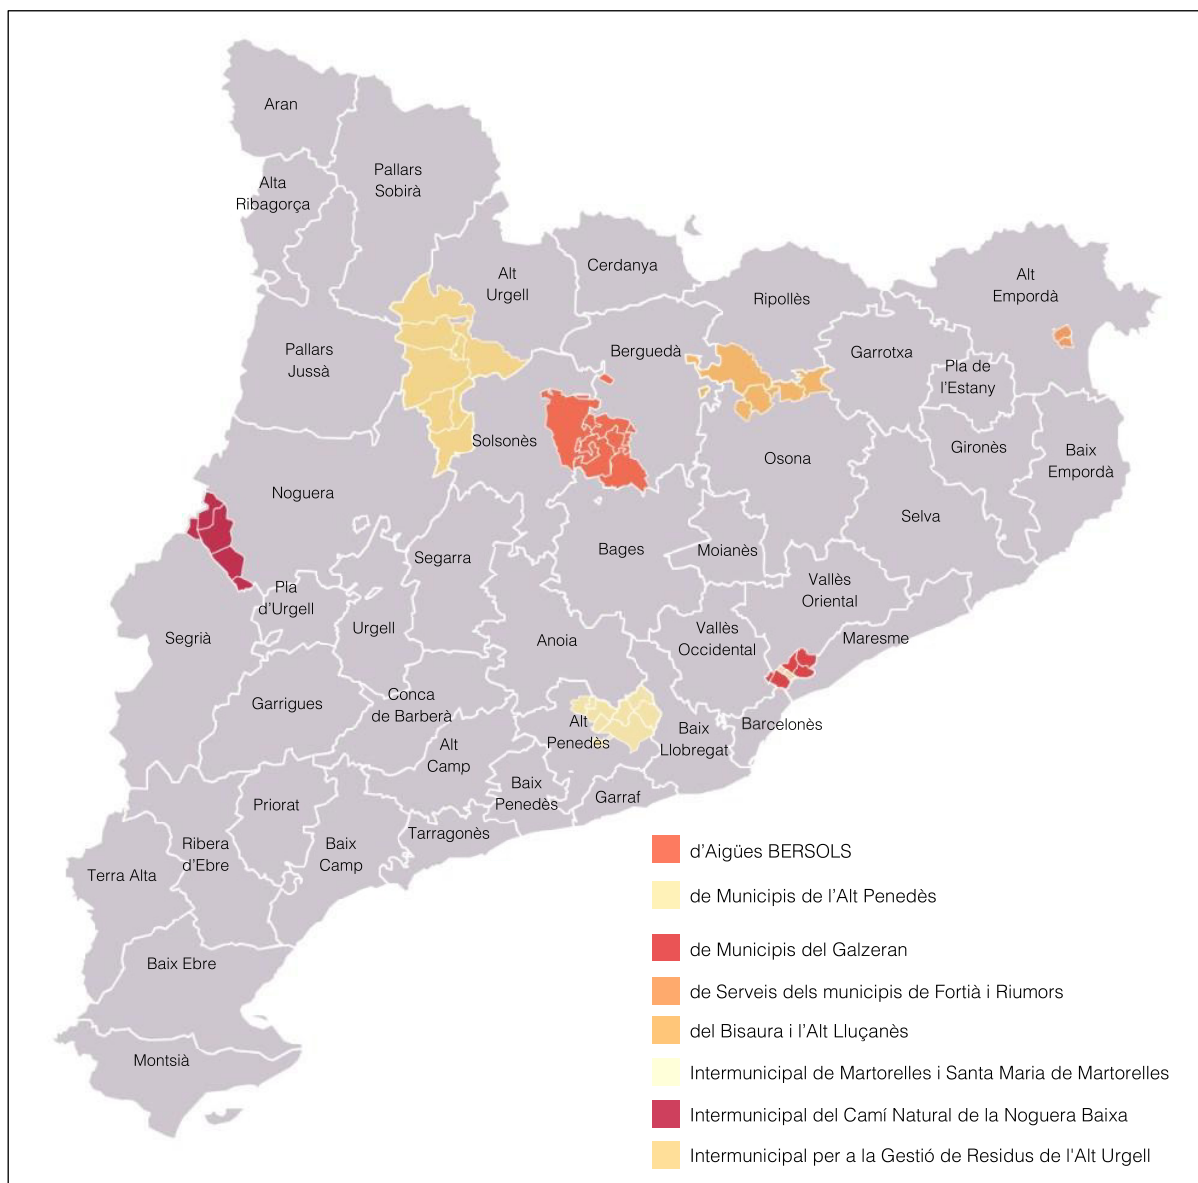 Aran
Pallars
Sobirà
Alta
Ribagorça
Alt
Urgell
Cerdanya
Ripollès
Alt
Empordà
Pallars
Jussà
Berguedà
Garrotxa
Pla de
l'Estany
Solsonès
Osona
Gironès
Baix
Empordà
Noguera
Selva
Segarra
Bages
Moianès
Pla
d'Urgell
Urgell
Vallès
Oriental
Segrià
Anoia
Vallès
Occidental
Maresme
Garrigues
Conca
de Barberà
Alt
Penedès
Baix
Llobregat
Barcelonès
Alt
Camp
Baix
Penedès
Garraf
Priorat
Tarragonès
Ribera
d'Ebre
Baix
Camp
Terra Alta
Baix Ebre
Montsià
d'Aigües BERSOLS
de Municipis de l'Alt Penedès
de Municipis del Galzeran
de Serveis dels municipis de Fortià i Riumors
del Bisaura i l'Alt Lluçanès
Intermunicipal de Martorelles i Santa Maria de Martorelles
Intermunicipal del Camí Natural de la Noguera Baixa
Intermunicipal per a la Gestió de Residus de l'Alt Urgell